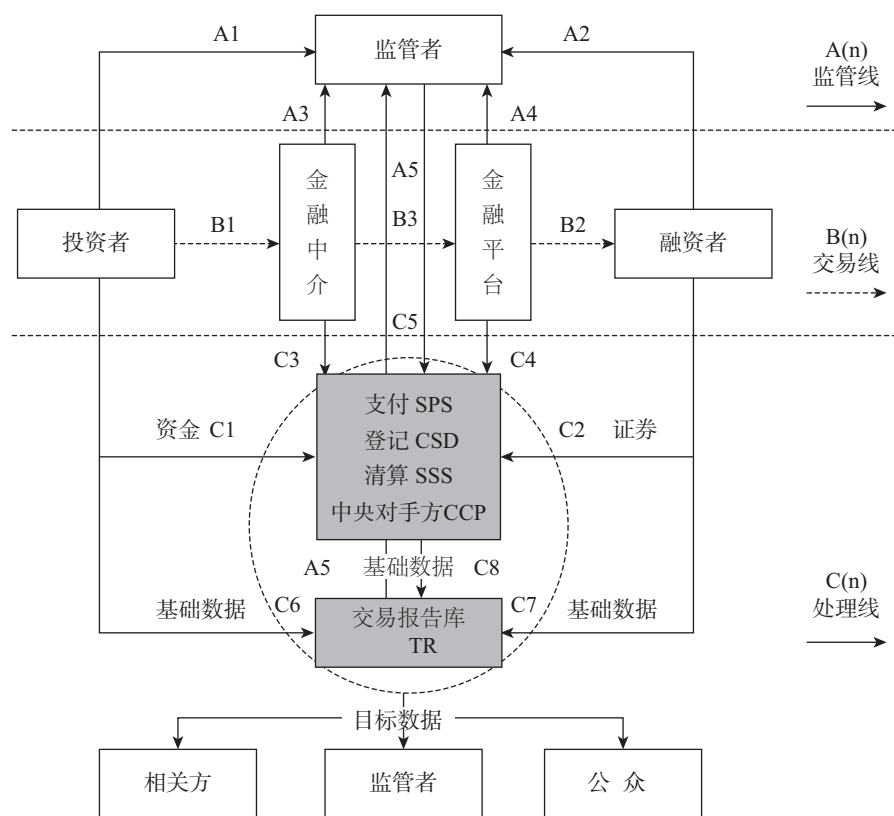 A1
监管者
A2
A(n)
监管线
A3
A4
金融中介
A5
金融平台
投资者
B1
B3
B2
融资者
B(n)
交易线
C5
C3
C4
支付 SPS
登记 CSD
清算 SSS
中央对手方CCP
资金 C1
C2 证券
A5
基础数据
C8
C(n)
处理线
基础数据
C6
交易报告库
TR
C7
基础数据
目标数据
相关方
监管者
公 众